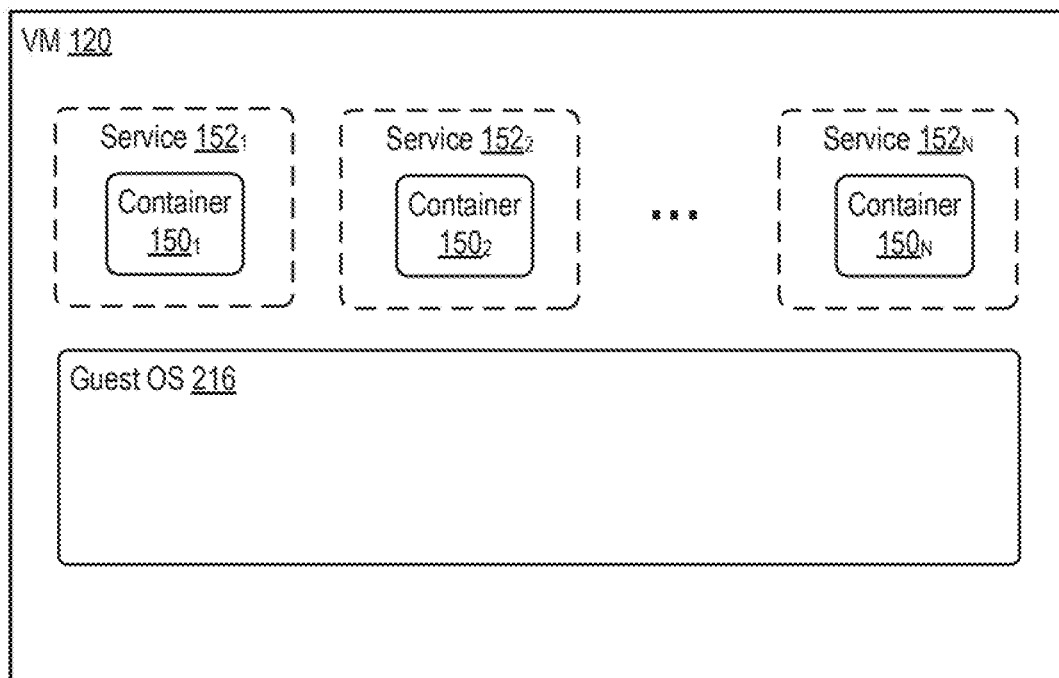 VM 120
Service 152₁
Container
150₁
Service 152₂
Container
150₂
...
Service 152N
Container
150N
Guest OS 216